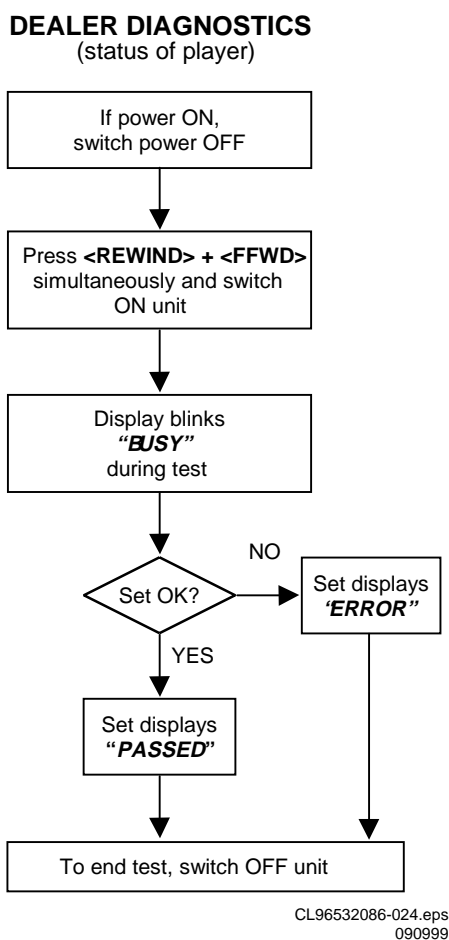 DEALER DIAGNOSTICS
(status of player)
If power ON,
switch power OFF
Press <REWIND> + <FFWD>
simultaneously and switch
ON unit
Display blinks
“BUSY”
during test
Set OK?
NO
Set displays
“ERROR”
YES
Set displays
“PASSED”
To end test, switch OFF unit
CL96532086-024.eps
090999